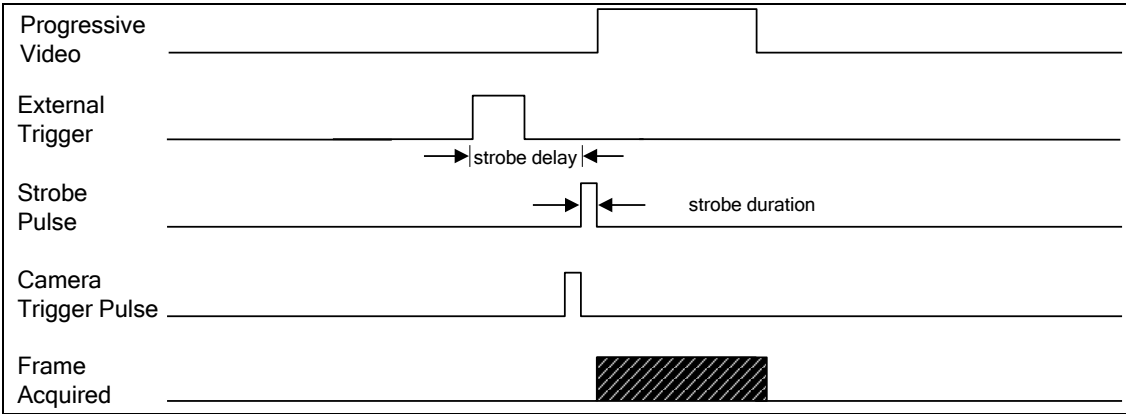 Progressive
Video
External
Trigger
strobe delay
Strobe
Pulse
strobe duration
Camera
Trigger Pulse
Frame
Acquired